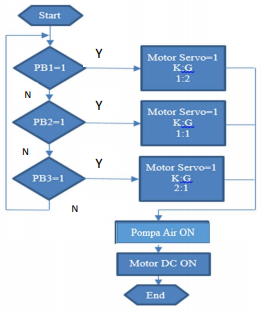 Start
PB1=1
Y
Motor Servo=1
K:G
1:2
N
PB2=1
Y
Motor Servo=1
K:G
1:1
N
PB3=1
Y
Motor Servo=1
K:G
2:1
N
Pompa Air ON
Motor DC ON
End